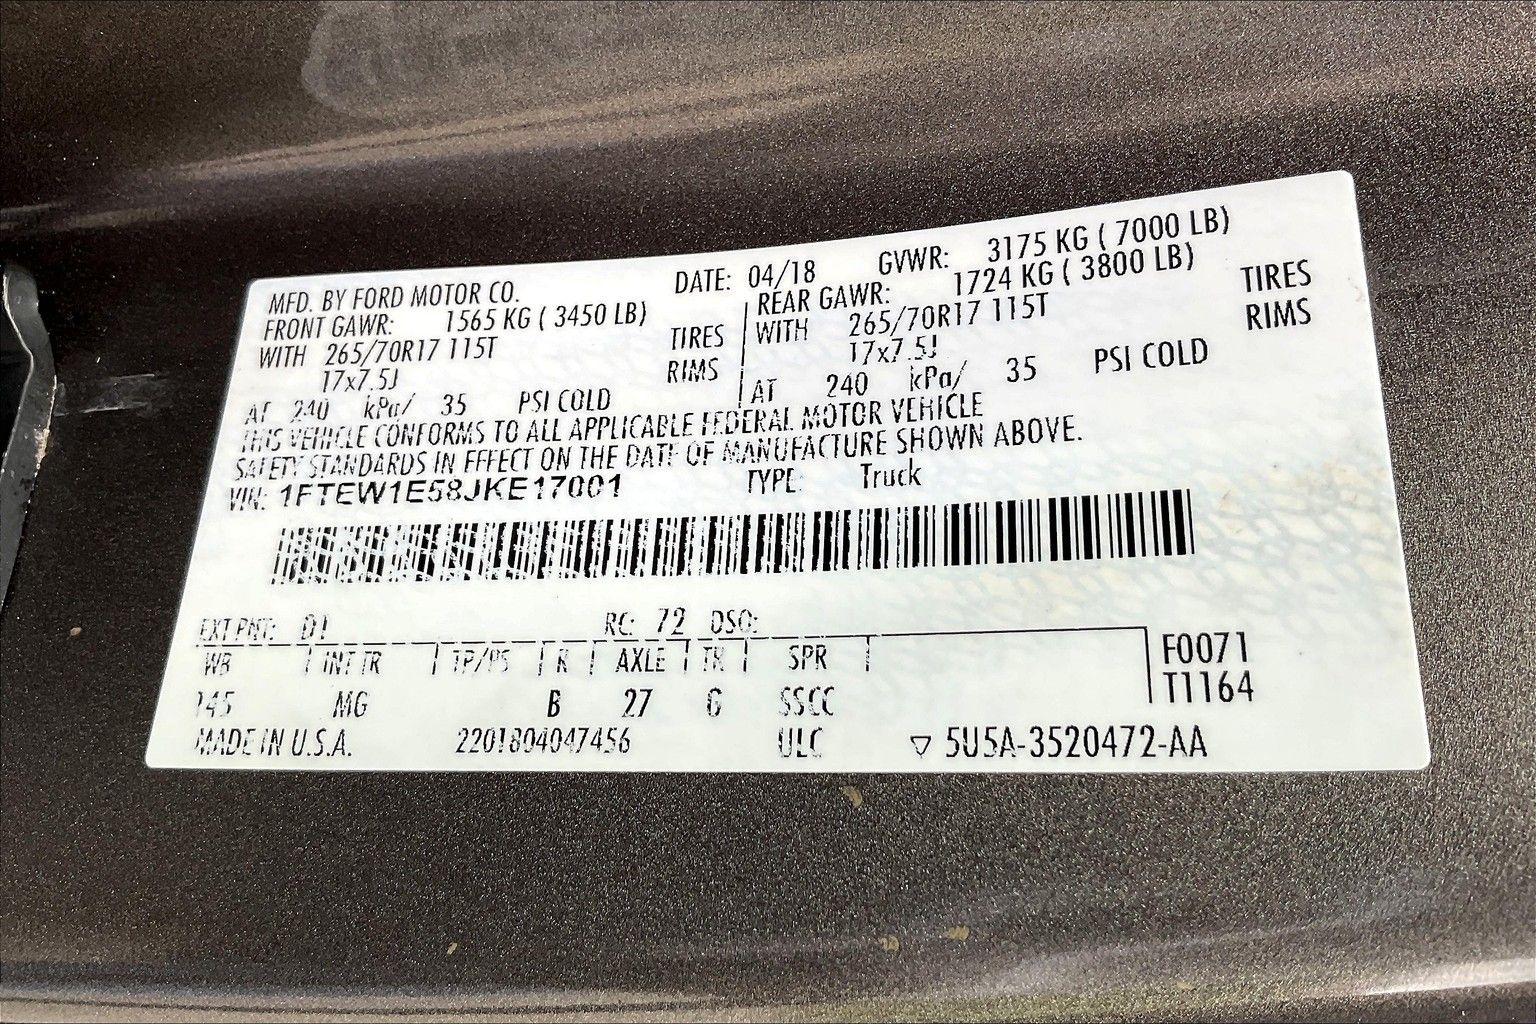 MFD. BY FORD MOTOR CO. DATE: 04/18 GVWR: 3175 KG ( 7000 LB)
FRONT GAWR: 1565 KG ( 3450 LB) REAR GAWR: 1724 KG ( 3800 LB)
WITH 265/70R17 115T TIRES WITH 265/70R17 115T TIRES
17x7.5J RIMS 17x7.5J RIMS
AT 240 kPa/ 35 PSI COLD AT 240 kPa/ 35 PSI COLD
THIS VEHICLE CONFORMS TO ALL APPLICABLE FEDERAL MOTOR VEHICLE
SAFETY STANDARDS IN EFFECT ON THE DATE OF MANUFACTURE SHOWN ABOVE.
VIN: 1FTEW1E58JKE17001 TYPE: Truck
EXT PNT: D1 RC: 72 DSO:
WB INT TR TP/PS R AXLE TR SPR F0071
145 MG B 27 G SSCC T1164
MADE IN U.S.A. 2201804047456 ULC ▽ 5U5A-3520472-AA